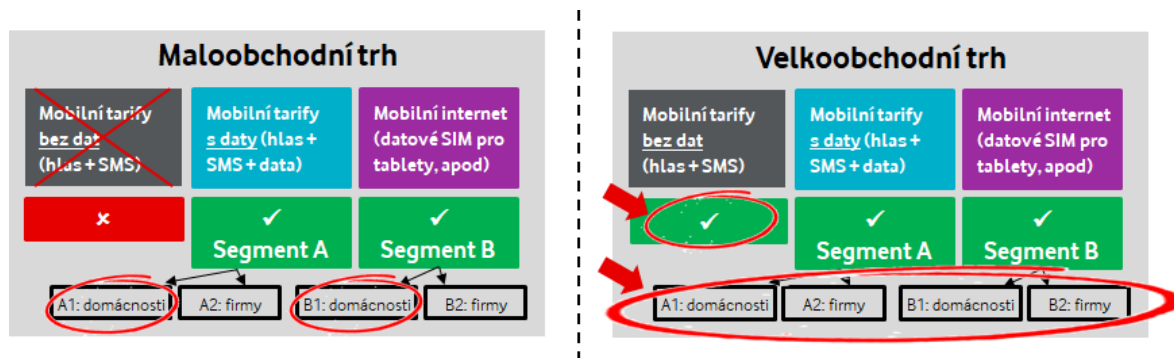 Maloobchodní trh
Mobilní tarify
bez dat
(hlas + SMS)
Mobilní tarify
s daty (hlas +
SMS + data)
Mobilní internet
(datové SIM pro
tablety, apod)
✘
✓
Segment A
✓
Segment B
A1: domácnosti
A2: firmy
B1: domácnosti
B2: firmy
Velkoobchodní trh
Mobilní tarify
bez dat
(hlas + SMS)
Mobilní tarify
s daty (hlas +
SMS + data)
Mobilní internet
(datové SIM pro
tablety, apod)
✓
✓
Segment A
✓
Segment B
A1: domácnosti
A2: firmy
B1: domácnosti
B2: firmy